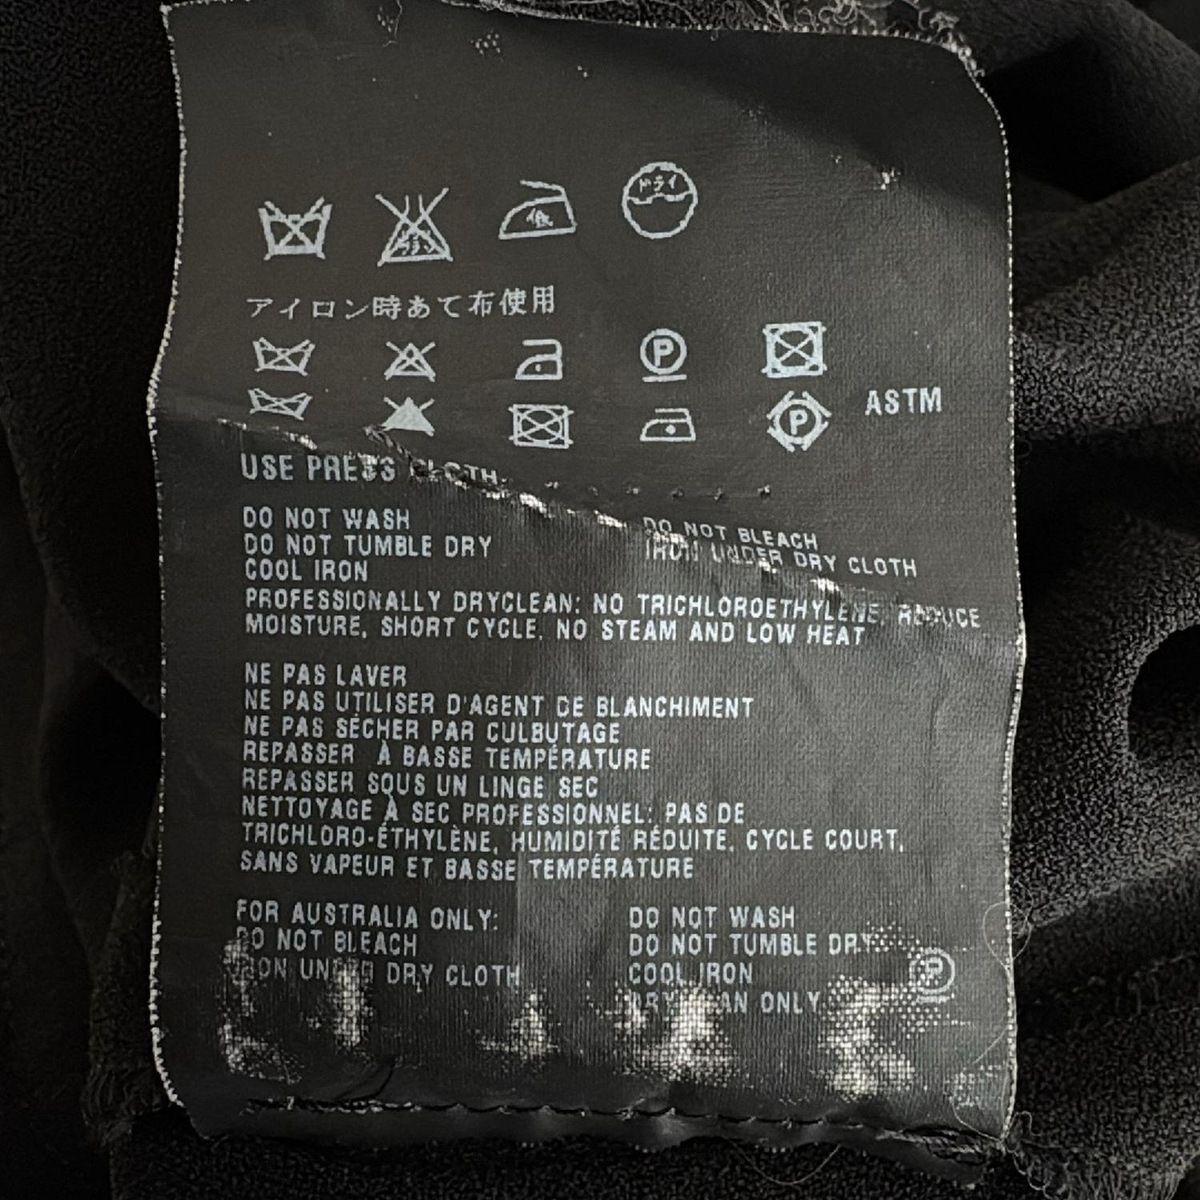 ドライ
低
アイロン時あて布使用
P
P
ASTM
USE PRESS CLOTH
DO NOT WASH
DO NOT BLEACH
DO NOT TUMBLE DRY
IRON UNDER DRY CLOTH
COOL IRON
PROFESSIONALLY DRYCLEAN: NO TRICHLOROETHYLENE, REDUCE
MOISTURE, SHORT CYCLE. NO STEAM AND LOW HEAT
NE PAS LAVER
NE PAS UTILISER D'AGENT DE BLANCHIMENT
NE PAS SÉCHER PAR CULBUTAGE
REPASSER À BASSE TEMPÉRATURE
REPASSER SOUS UN LINGE SEC
NETTOYAGE À SEC PROFESSIONNEL: PAS DE
TRICHLORO-ÉTHYLÈNE, HUMIDITÉ RÉDUITE, CYCLE COURT,
SANS VAPEUR ET BASSE TEMPÉRATURE
FOR AUSTRALIA ONLY:
DO NOT WASH
DO NOT BLEACH
DO NOT TUMBLE DRY
IRON UNDER DRY CLOTH
COOL IRON
P
ONLY